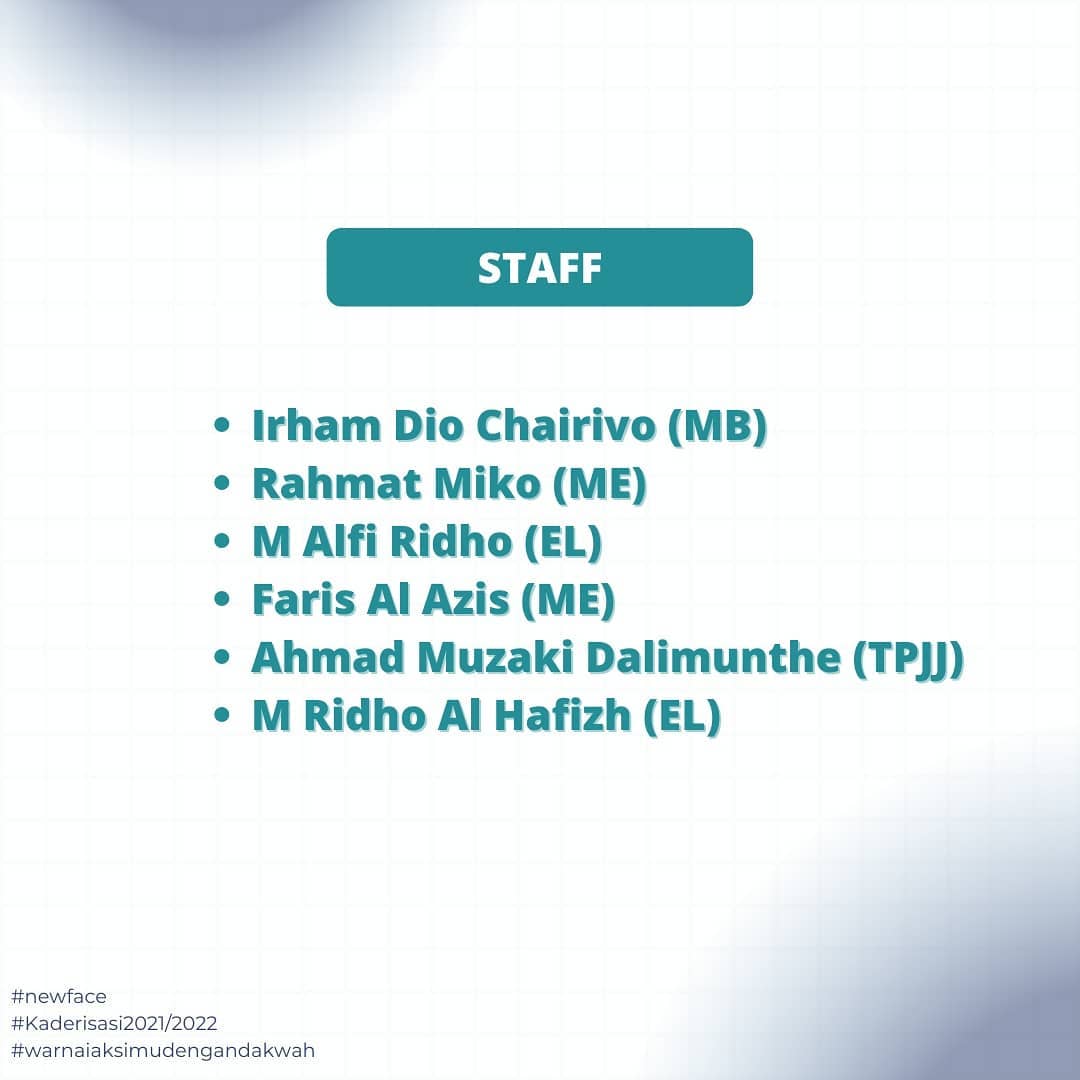 STAFF
• Irham Dio Chairivo (MB)
• Rahmat Miko (ME)
• M Alfi Ridho (EL)
• Faris Al Azis (ME)
• Ahmad Muzaki Dalimunthe (TPJJ)
• M Ridho Al Hafizh (EL)
#newface
#Kaderisasi2021/2022
#warnaiaksimudengandakwah